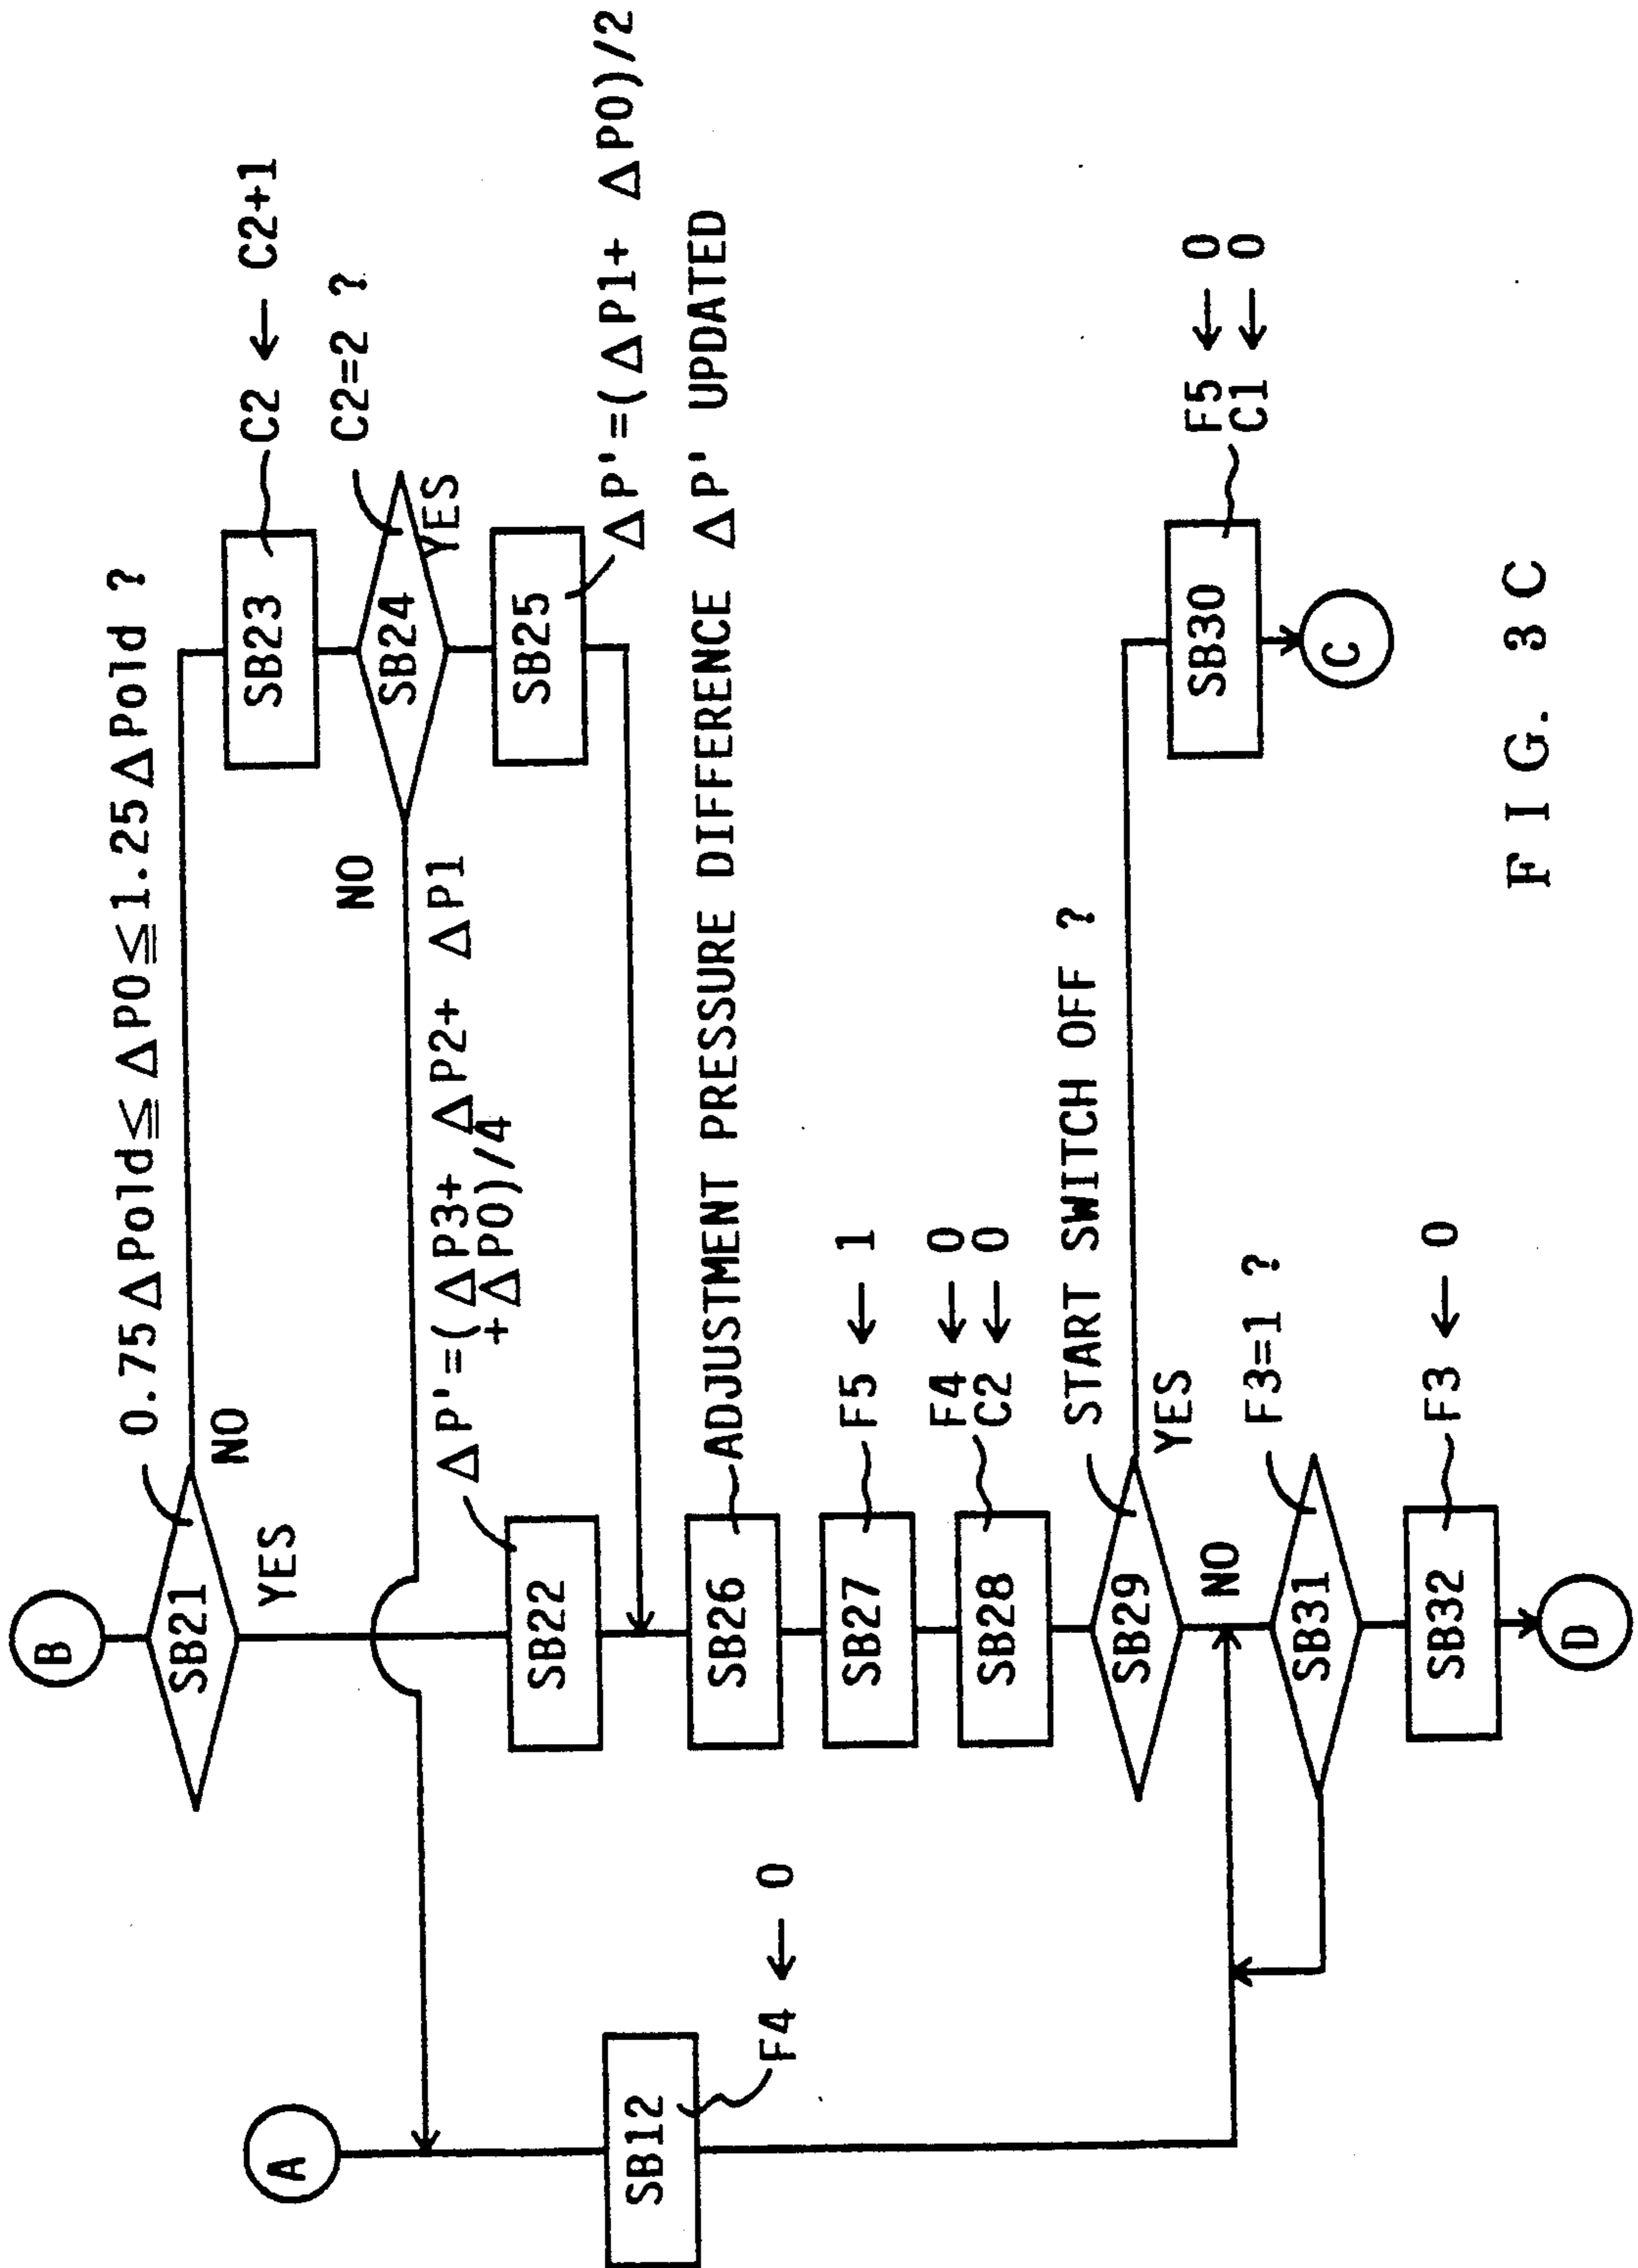 B
0.75ΔPold≦ΔP0≦1.25ΔPold ?
SB21
NO
YES
SB23
C2 ← C2+1
C2=2 ?
SB24
NO
YES
ΔP'=(ΔP3+ ΔP2+ ΔP1
+ΔP0)/4
SB22
SB25
ΔP'=(ΔP1+ ΔP0)/2
A
SB12
F4 ← 0
SB26
ADJUSTMENT PRESSURE DIFFERENCE ΔP' UPDATED
SB27
F5 ← 1
SB28
F4 ← 0
C2 ← 0
START SWITCH OFF ?
SB29
YES
NO
SB30
F5 ← 0
C1 ← 0
C
F3=1 ?
SB31
SB32
F3 ← 0
D
FIG. 3C